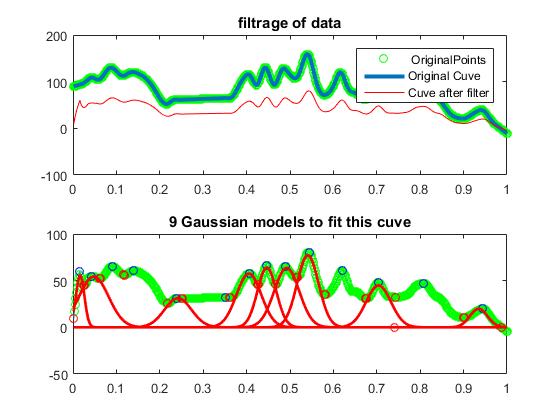 filtrage of data
200
100
0
-100
OriginalPoints
Original Cuve
Cuve after filter
0 0.1 0.2 0.3 0.4 0.5 0.6 0.7 0.8 0.9 1
9 Gaussian models to fit this cuve
100
50
0
-50
0 0.1 0.2 0.3 0.4 0.5 0.6 0.7 0.8 0.9 1